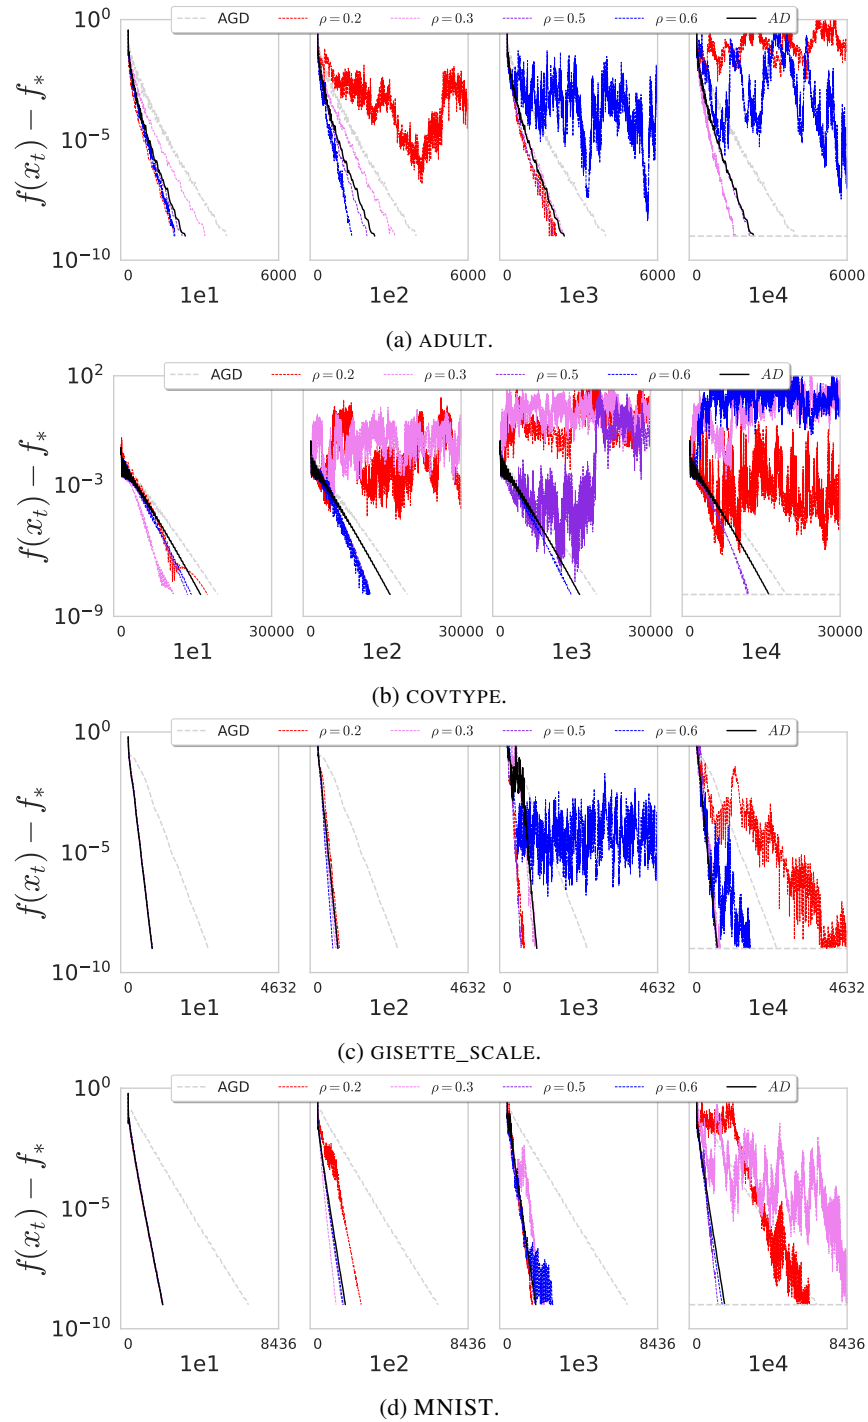 AGD ρ = 0.2 ρ = 0.3 ρ = 0.5 ρ = 0.6 AD
f(x_t) − f_*
10^0
10^−5
10^−10
0 6000 0 6000 0 6000 0 6000
1e1 1e2 1e3 1e4
(a) ADULT.
AGD ρ = 0.2 ρ = 0.3 ρ = 0.5 ρ = 0.6 AD
f(x_t) − f_*
10^2
10^−3
10^−9
0 30000 0 30000 0 30000 0 30000
1e1 1e2 1e3 1e4
(b) COVTYPE.
AGD ρ = 0.2 ρ = 0.3 ρ = 0.5 ρ = 0.6 AD
f(x_t) − f_*
10^0
10^−5
10^−10
0 4632 0 4632 0 4632 0 4632
1e1 1e2 1e3 1e4
(c) GISETTE_SCALE.
AGD ρ = 0.2 ρ = 0.3 ρ = 0.5 ρ = 0.6 AD
f(x_t) − f_*
10^0
10^−5
10^−10
0 8436 0 8436 0 8436 0 8436
1e1 1e2 1e3 1e4
(d) MNIST.